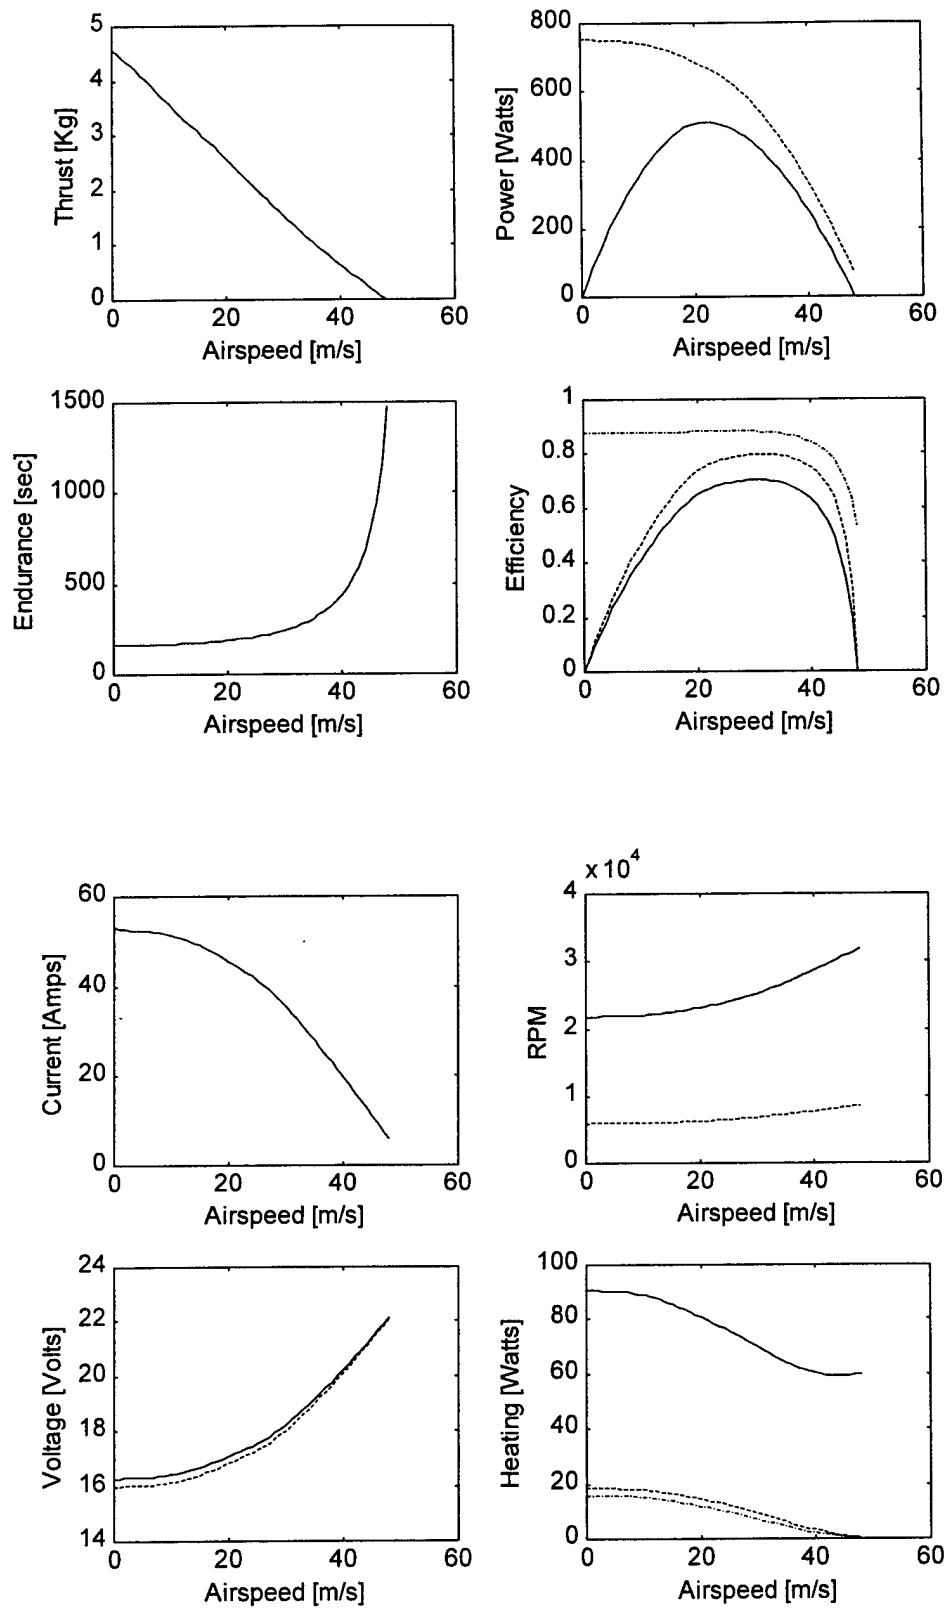 5
4
3
2
1
0
Thrust [Kg]
0 20 40 60
Airspeed [m/s]
800
600
400
200
0
Power [Watts]
0 20 40 60
Airspeed [m/s]
1500
1000
500
0
Endurance [sec]
0 20 40 60
Airspeed [m/s]
1
0.8
0.6
0.4
0.2
0
Efficiency
0 20 40 60
Airspeed [m/s]
60
40
20
0
Current [Amps]
0 20 40 60
Airspeed [m/s]
x 10^4
4
3
2
1
0
RPM
0 20 40 60
Airspeed [m/s]
24
22
20
18
16
14
Voltage [Volts]
0 20 40 60
Airspeed [m/s]
100
80
60
40
20
0
Heating [Watts]
0 20 40 60
Airspeed [m/s]